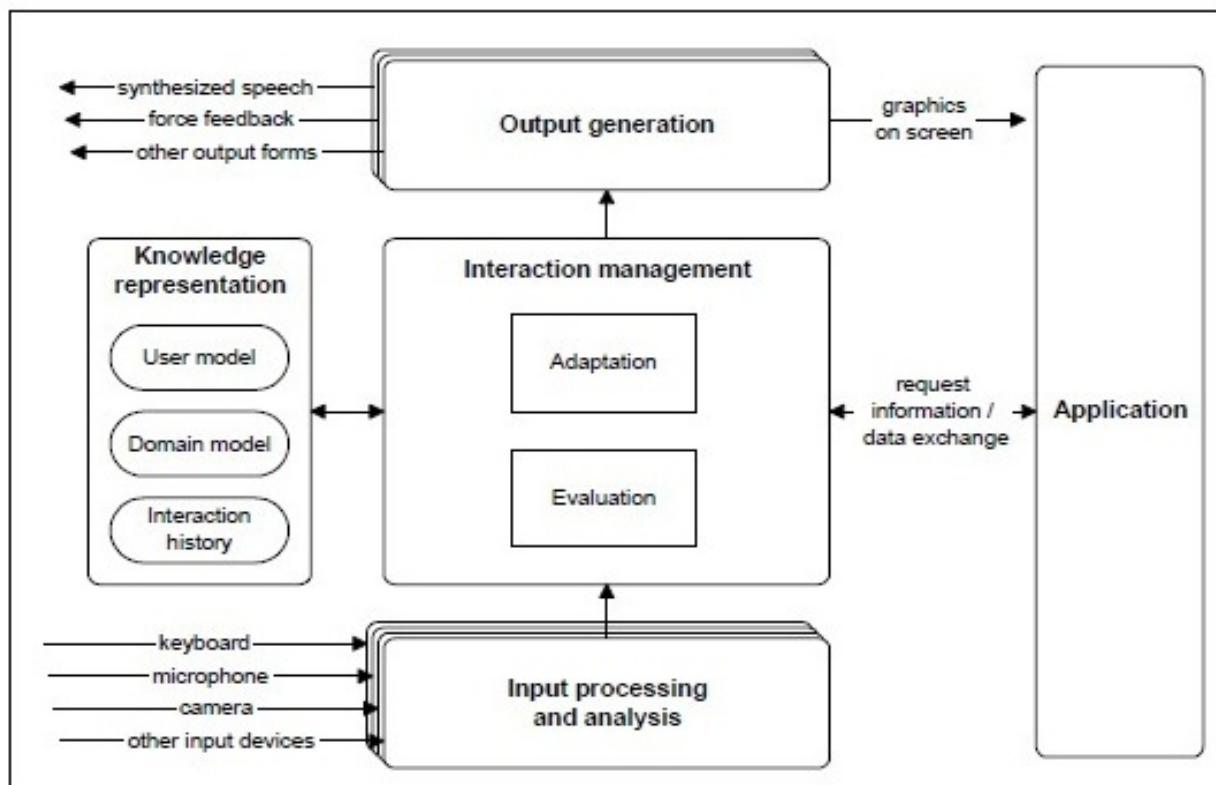 synthesized speech
force feedback
other output forms
Output generation
graphics
on screen
Knowledge
representation
User model
Domain model
Interaction
history
Interaction management
Adaptation
Evaluation
request
information /
data exchange
Application
keyboard
microphone
camera
other input devices
Input processing
and analysis